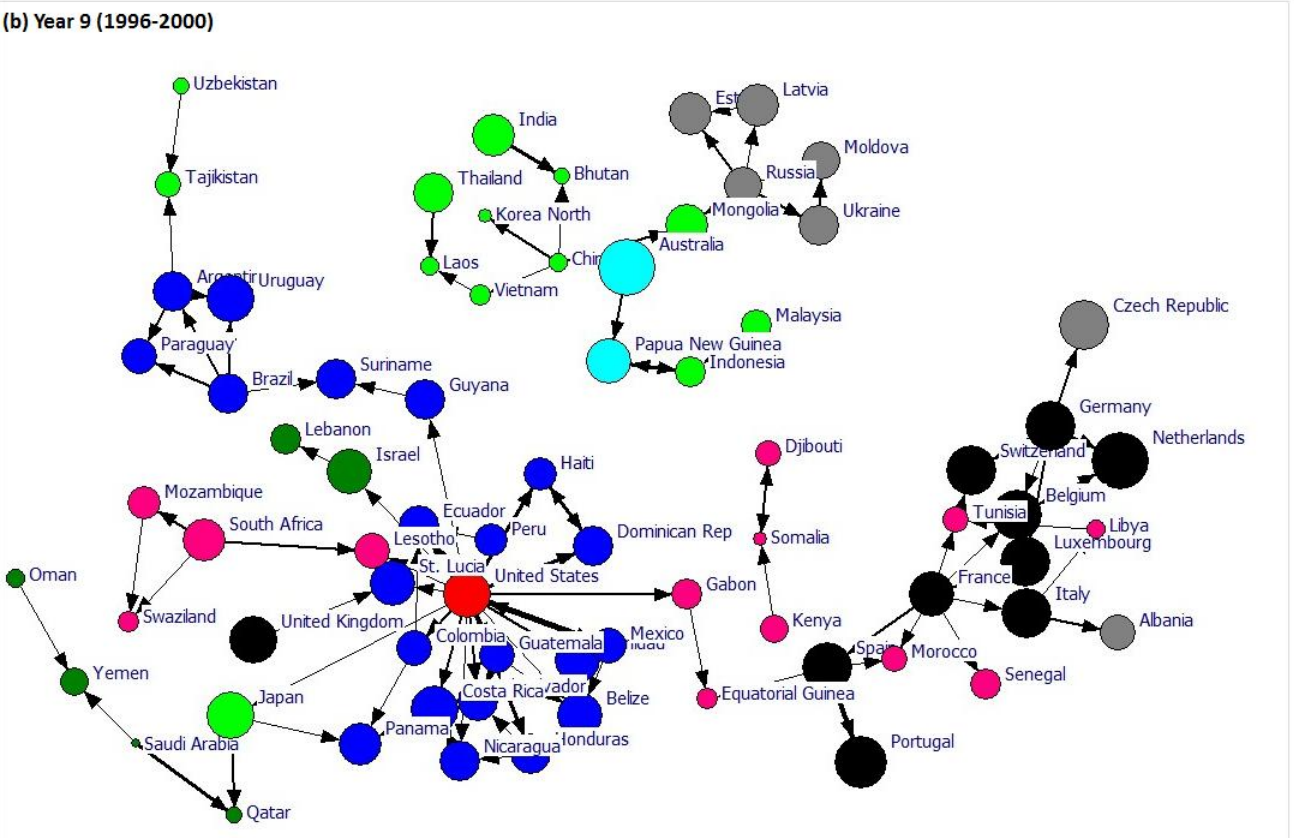 (b) Year 9 (1996-2000)
Uzbekistan
Latvia
Est
India
Moldova
Thailand
Bhutan
Russia
Tajikistan
Korea North
Mongolia
Ukraine
Australia
Laos
Chin
Uruguay
Vietnam
Czech Republic
Malaysia
Paraguay
Papua New Guinea
Indonesia
Suriname
Brazil
Guyana
Germany
Lebanon
Netherlands
Djibouti
Switzerland
Israel
Haiti
Mozambique
Belgium
Ecuador
Tunisia
South Africa
Peru
Dominican Rep
Libya
Lesotho
Somalia
Luxembourg
St. Lucia
United States
Oman
France
Gabon
Italy
Swaziland
United Kingdom
Kenya
Albania
Colombia
Guatemala
Mexico
Spain
Morocco
Yemen
Senegal
Costa Rica
vador
Equatorial Guinea
Japan
Belize
Panama
Saudi Arabia
Nicaragua
Honduras
Portugal
Qatar